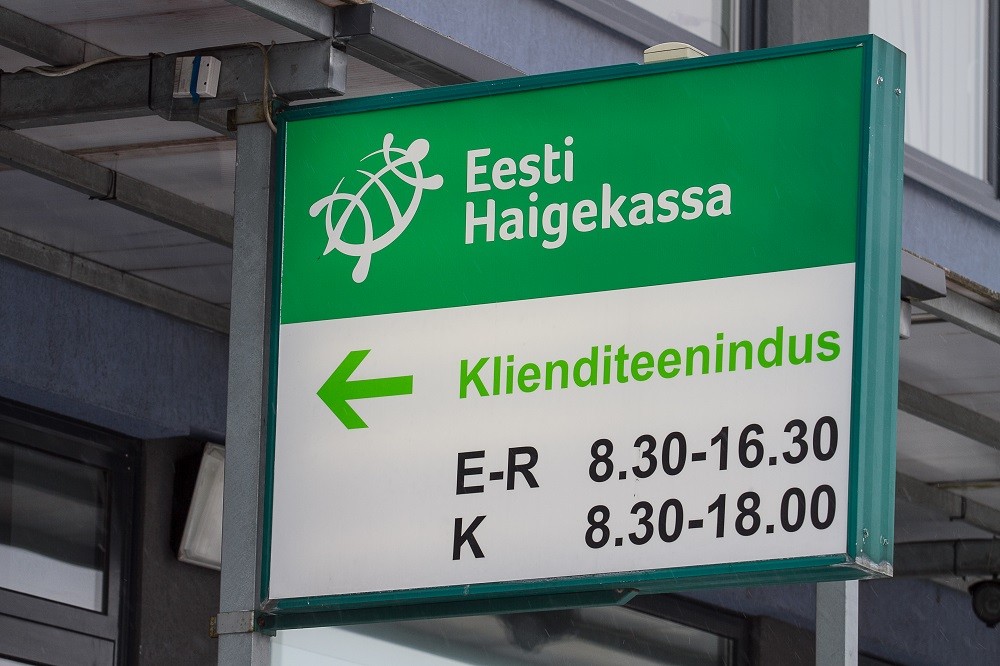 Eesti
Haigekassa
Klienditeenindus
E-R 8.30-16.30
K 8.30-18.00